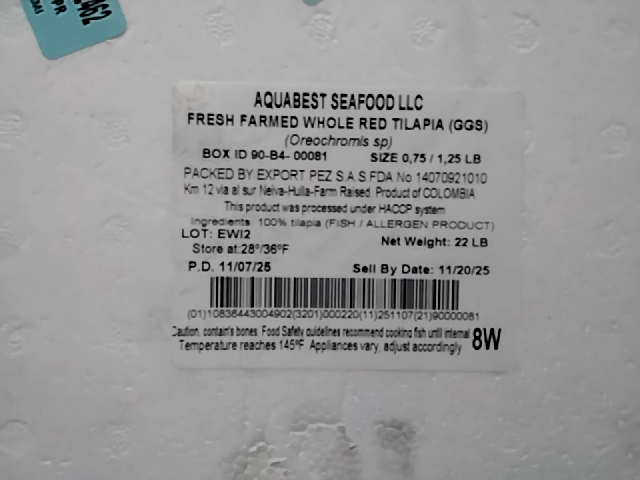 AQUABEST SEAFOOD LLC
FRESH FARMED WHOLE RED TILAPIA (GGS)
(Oreochromis sp)
BOX ID 90-B4- 00081 SIZE 0,75 / 1,25 LB
PACKED BY EXPORT PEZ S.A.S FDA No 14070921010
Km 12 via al sur Neiva-Huila-Farm Raised. Product of COLOMBIA
This product was processed under HACCP system
Ingredients 100% tilapia (FISH / ALLERGEN PRODUCT)
LOT: EWI2 Net Weight: 22 LB
Store at:28º/36ºF
P.D. 11/07/25 Sell By Date: 11/20/25
(01)10836443004902(3201)000220(11)251107(21)90000081
Caution, contain's bones. Food Safety guidelines recommend cooking fish until internal
Temperature reaches 145ºF. Appliances vary, adjust accordingly 8W